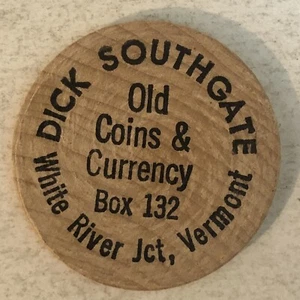 DICK SOUTHGATE
Old
Coins &
Currency
Box 132
White River Jct, Vermont